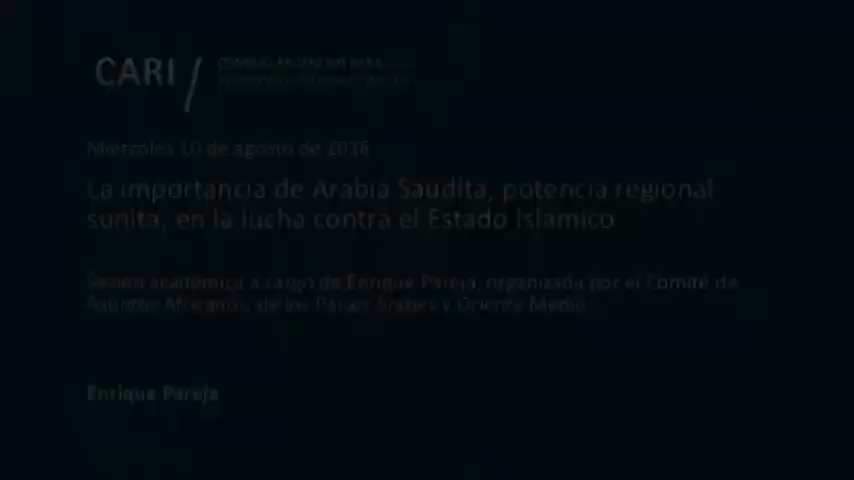 CARI /
Miércoles 10 de agosto de 2016
La importancia de Arabia Saudita, potencia regional
sunita, en la lucha contra el Estado Islámico
Sesión académica a cargo de Enrique Pareja, organizada por el Comité de
Asuntos Africanos, de los Países Árabes y Oriente Medio
Enrique Pareja